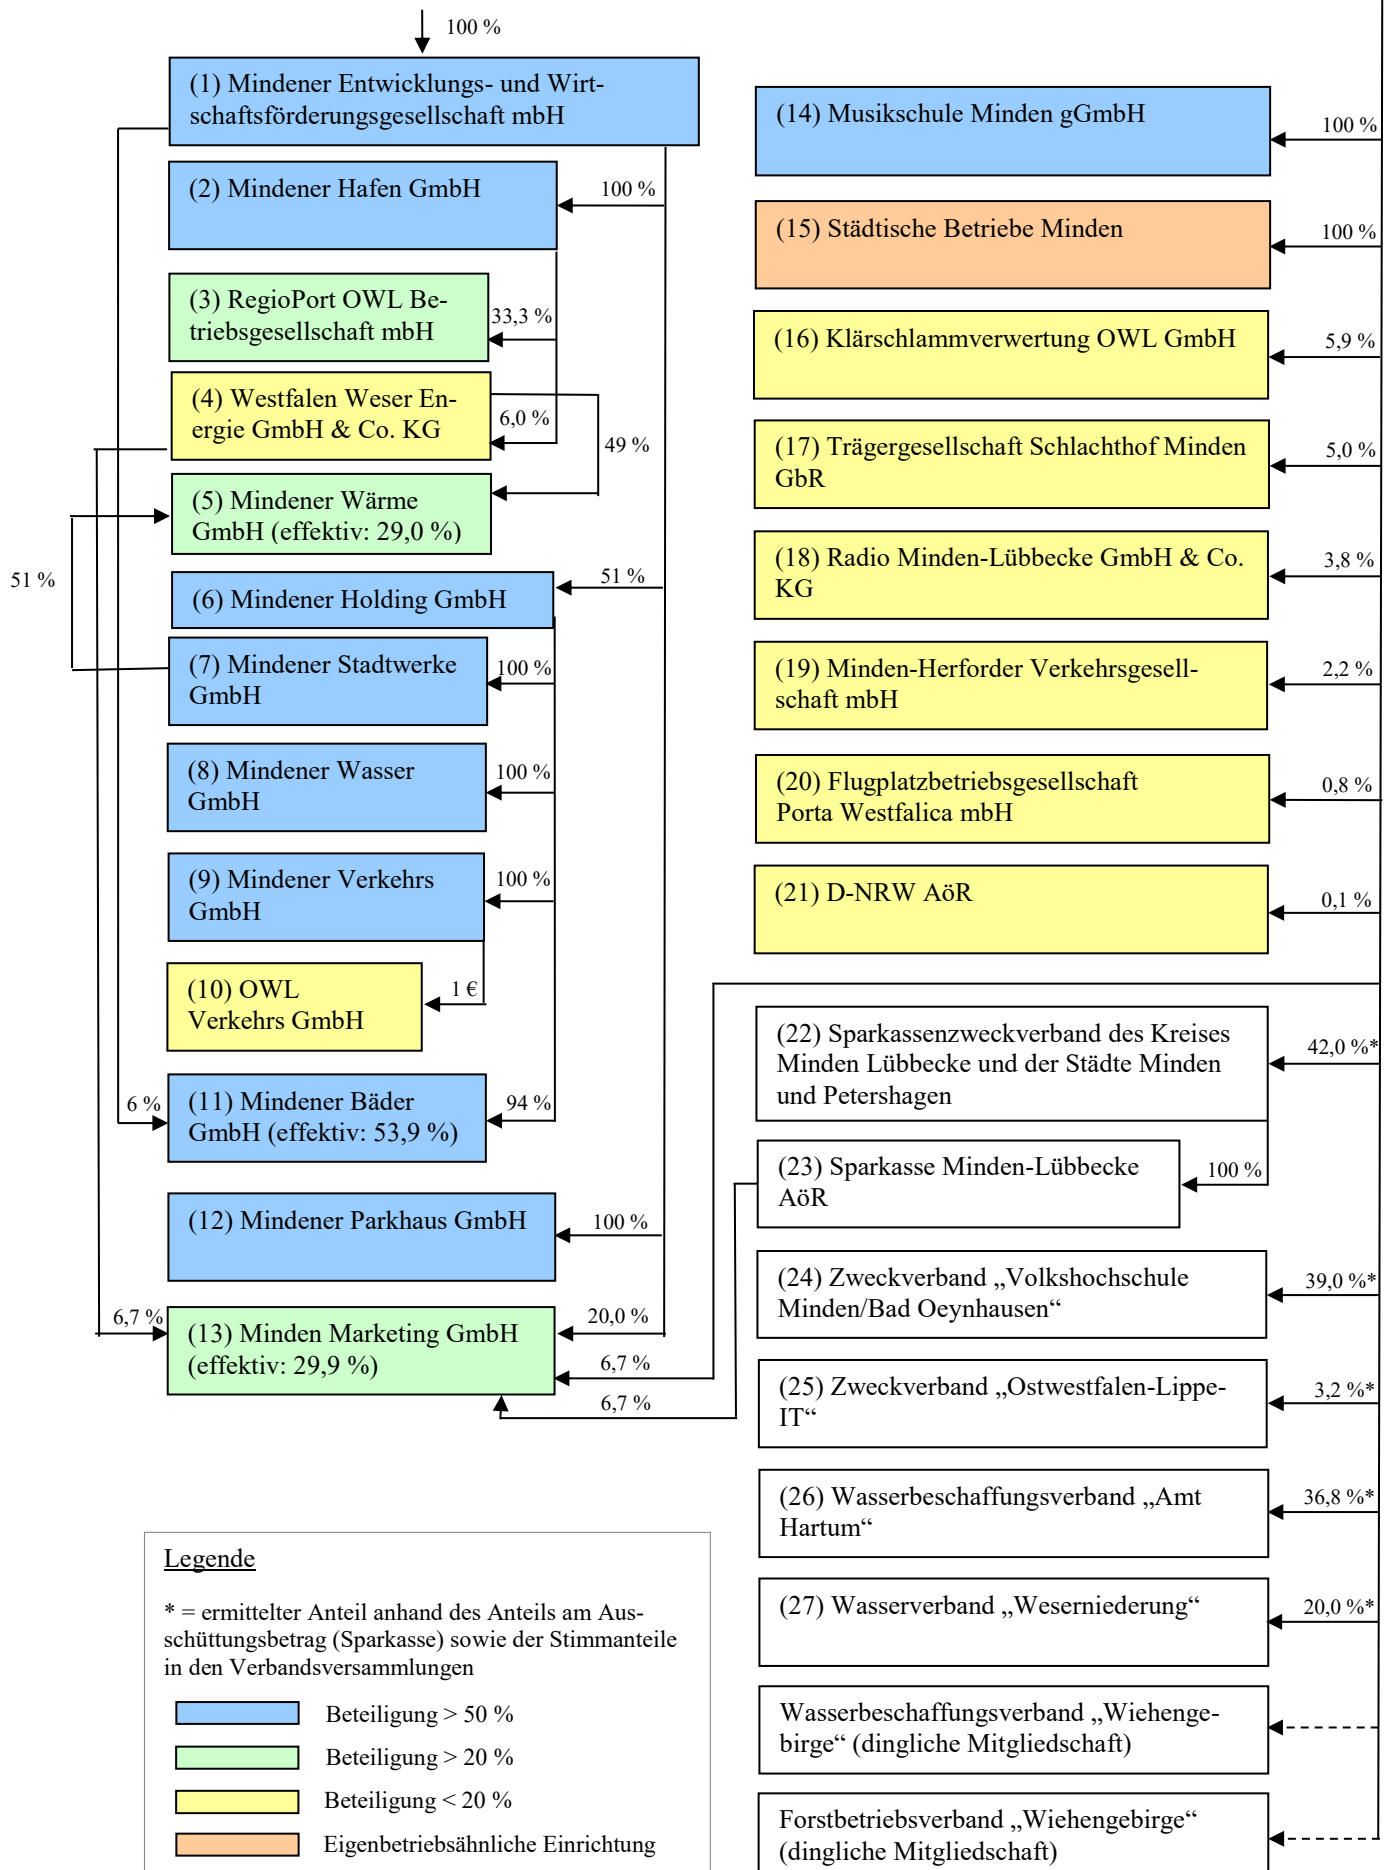 100 %
(1) Mindener Entwicklungs- und Wirt-
schaftsförderungsgesellschaft mbH
(2) Mindener Hafen GmbH
100 %
(3) RegioPort OWL Be-
triebsgesellschaft mbH
33,3 %
(4) Westfalen Weser En-
ergie GmbH & Co. KG
6,0 %
49 %
(5) Mindener Wärme
GmbH (effektiv: 29,0 %)
51 %
(6) Mindener Holding GmbH
51 %
(7) Mindener Stadtwerke
GmbH
100 %
(8) Mindener Wasser
GmbH
100 %
(9) Mindener Verkehrs
GmbH
100 %
(10) OWL
Verkehrs GmbH
1 €
6 %
(11) Mindener Bäder
GmbH (effektiv: 53,9 %)
94 %
(12) Mindener Parkhaus GmbH
100 %
6,7 %
(13) Minden Marketing GmbH
(effektiv: 29,9 %)
20,0 %
6,7 %
6,7 %
(14) Musikschule Minden gGmbH
100 %
(15) Städtische Betriebe Minden
100 %
(16) Klärschlammverwertung OWL GmbH
5,9 %
(17) Trägergesellschaft Schlachthof Minden
GbR
5,0 %
(18) Radio Minden-Lübbecke GmbH & Co.
KG
3,8 %
(19) Minden-Herforder Verkehrsgesell-
schaft mbH
2,2 %
(20) Flugplatzbetriebsgesellschaft
Porta Westfalica mbH
0,8 %
(21) D-NRW AöR
0,1 %
(22) Sparkassenzweckverband des Kreises
Minden Lübbecke und der Städte Minden
und Petershagen
42,0 %*
(23) Sparkasse Minden-Lübbecke
AöR
100 %
(24) Zweckverband „Volkshochschule
Minden/Bad Oeynhausen“
39,0 %*
(25) Zweckverband „Ostwestfalen-Lippe-
IT“
3,2 %*
(26) Wasserbeschaffungsverband „Amt
Hartum“
36,8 %*
(27) Wasserverband „Weserniederung“
20,0 %*
Wasserbeschaffungsverband „Wiehenge-
birge“ (dingliche Mitgliedschaft)
Forstbetriebsverband „Wiehengebirge“
(dingliche Mitgliedschaft)
Legende
* = ermittelter Anteil anhand des Anteils am Aus-
schüttungsbetrag (Sparkasse) sowie der Stimmanteile
in den Verbandsversammlungen
Beteiligung > 50 %
Beteiligung > 20 %
Beteiligung < 20 %
Eigenbetriebsähnliche Einrichtung